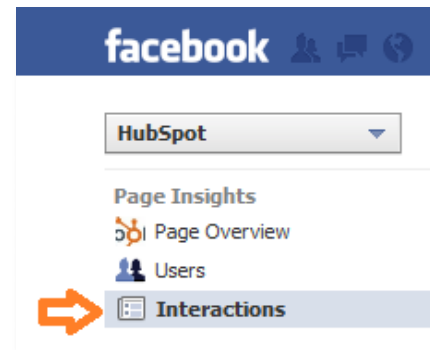 facebook
HubSpot
Page Insights
Page Overview
Users
Interactions